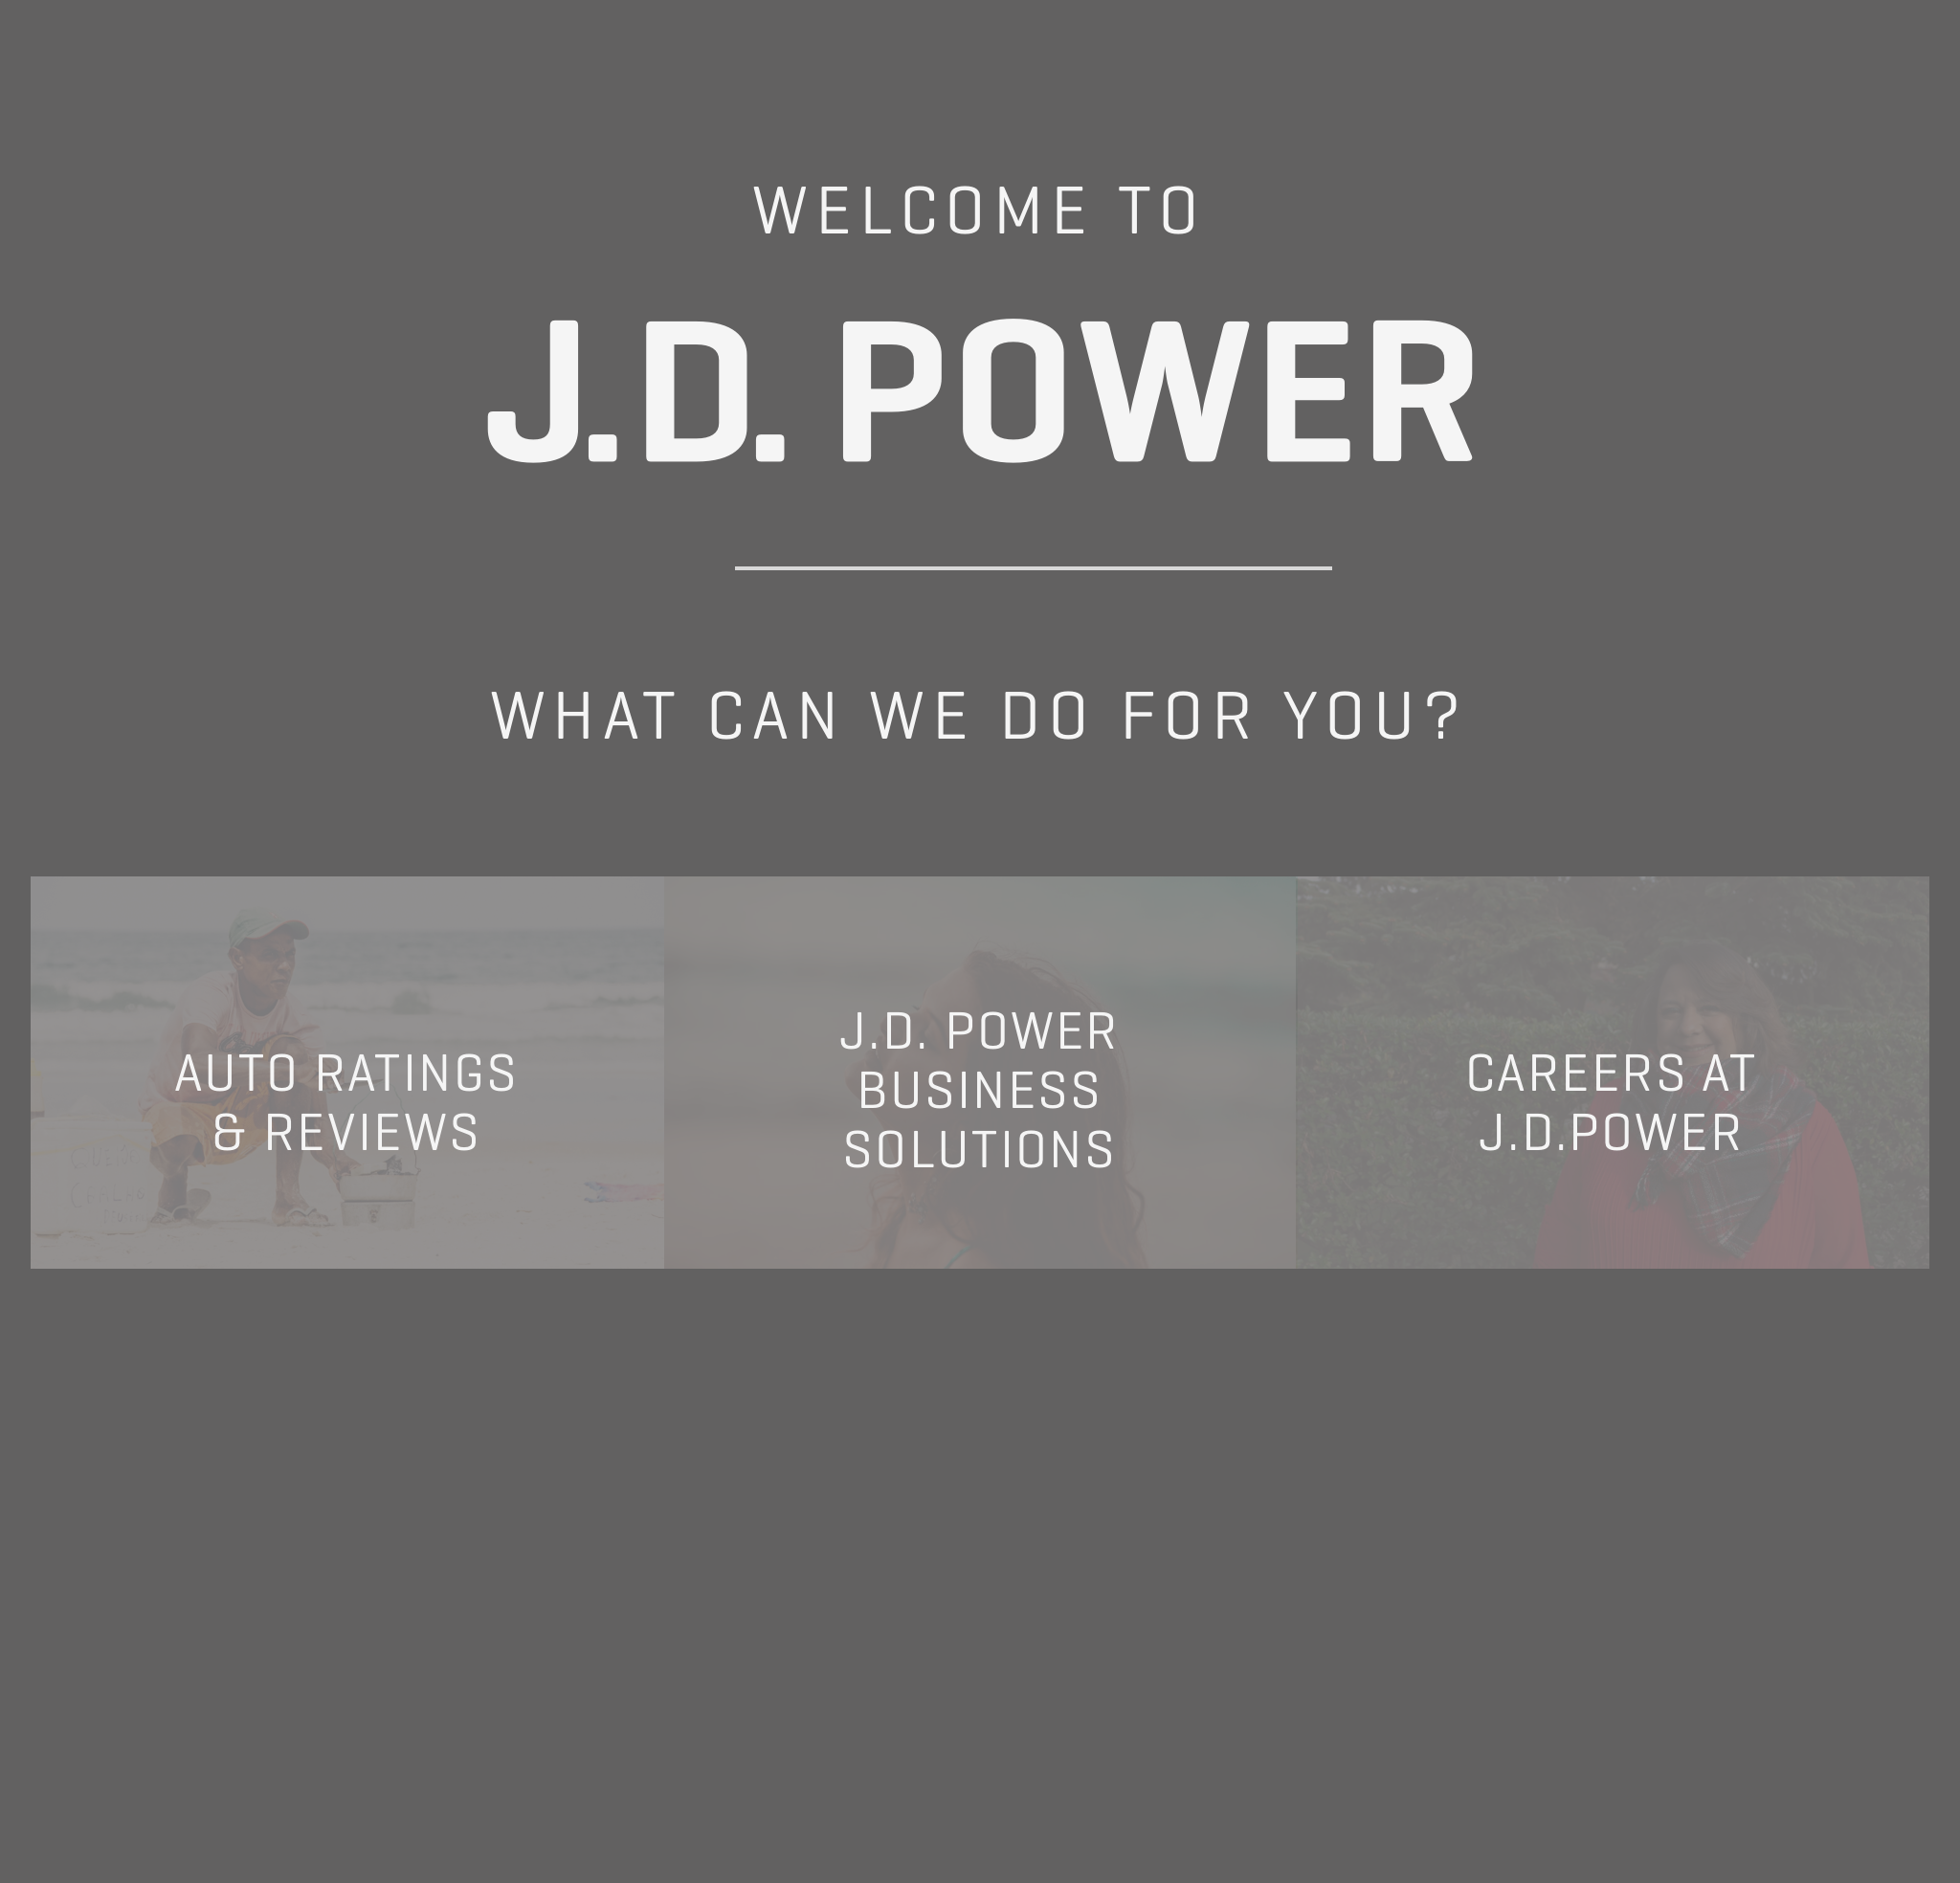 WELCOME TO
J.D. POWER
WHAT CAN WE DO FOR YOU?
AUTO RATINGS
& REVIEWS
J.D. POWER
BUSINESS
SOLUTIONS
CAREERS AT
J.D.POWER